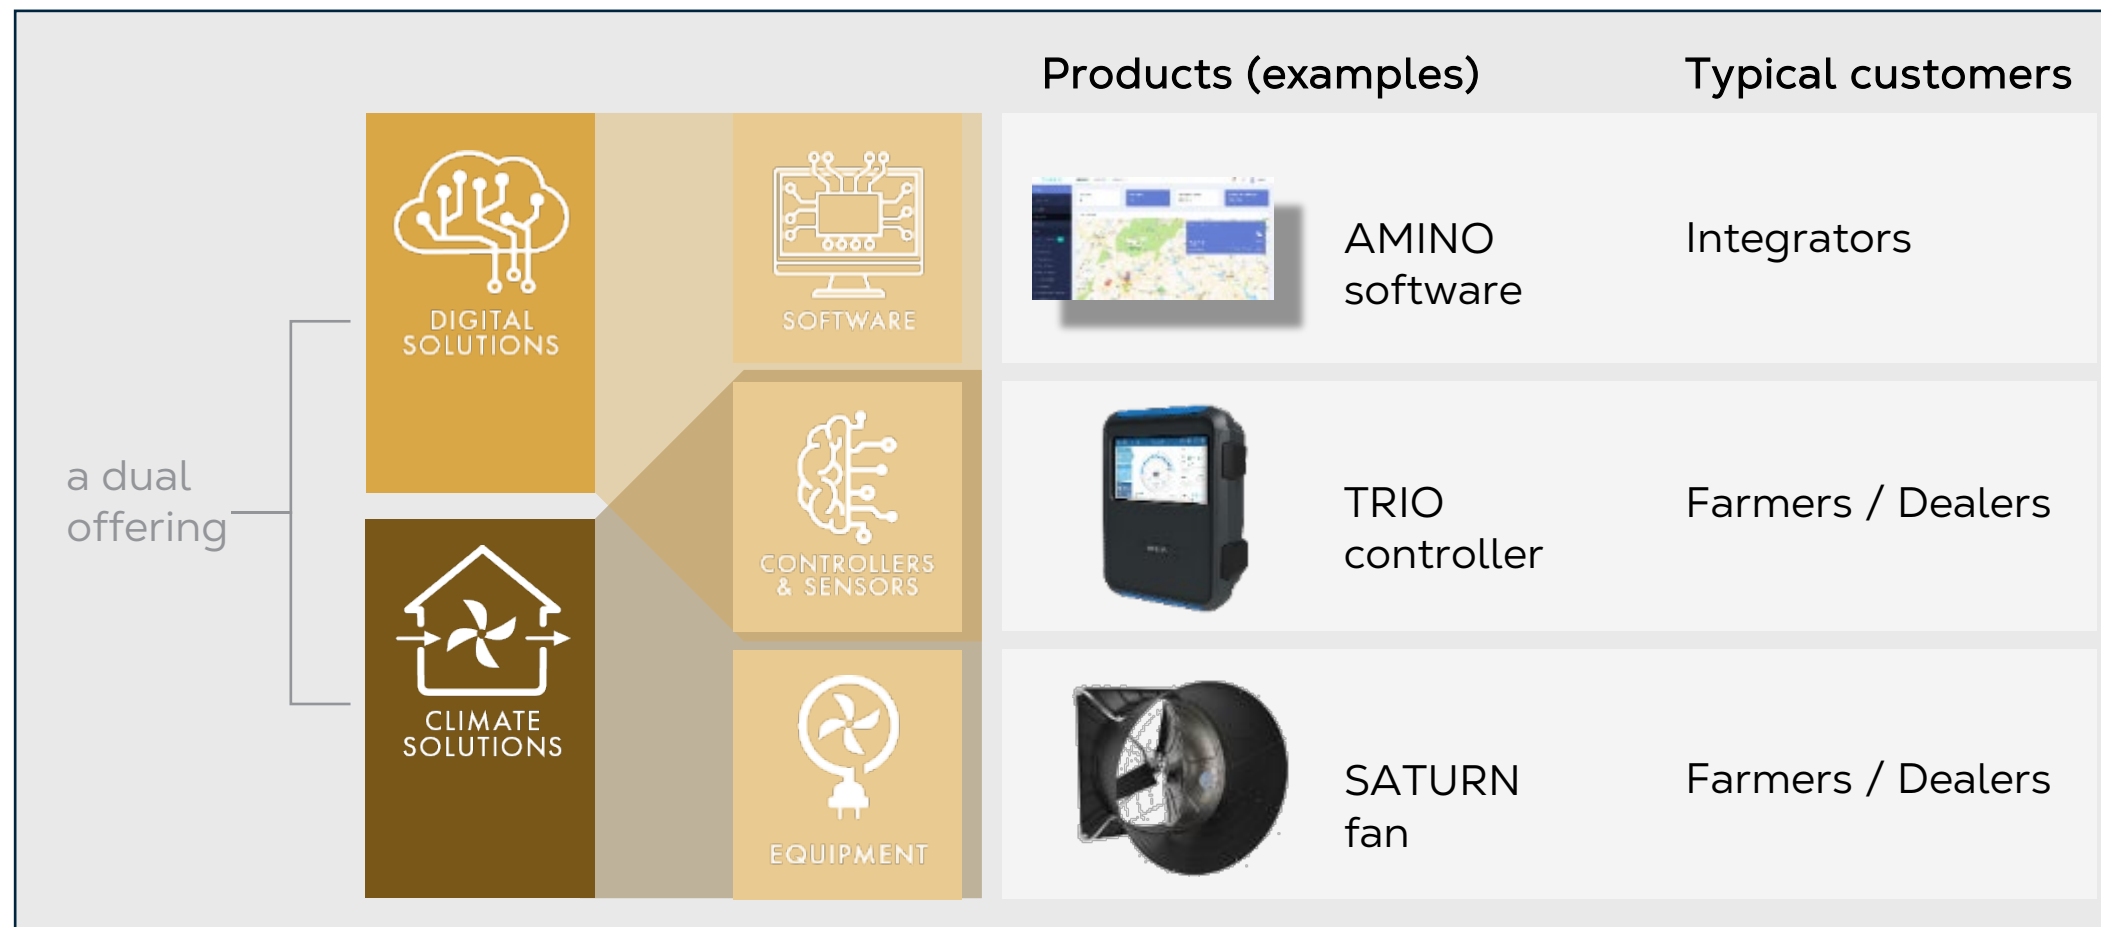 Products (examples)
Typical customers
DIGITAL
SOLUTIONS
SOFTWARE
AMINO
software
Integrators
a dual
offering
CONTROLLERS
& SENSORS
TRIO
controller
Farmers / Dealers
CLIMATE
SOLUTIONS
EQUIPMENT
SATURN
fan
Farmers / Dealers